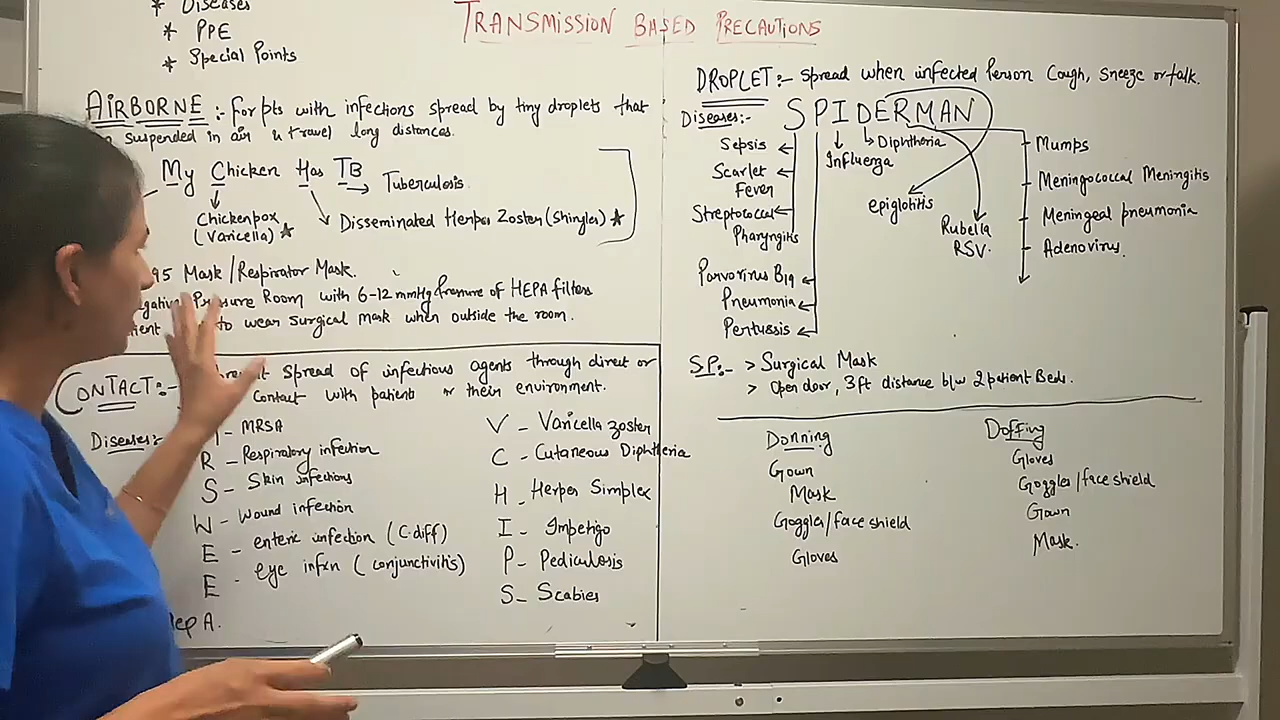 TRANSMISSION BASED PRECAUTIONS
* Diseases
* PPE
* Special Points
AIRBORNE :- for pts with infections spread by tiny droplets that
suspended in air & travel long distances.
My Chicken Has TB → Tuberculosis
Chickenpox
(Varicella) *
Disseminated Herpes Zoster (Shingles) *
95 Mask / Respirator Mask.
Pressure Room with 6-12 mmHg Pressure of HEPA filters
to wear surgical mask when outside the room.
CONTACT :- spread of infectious agents through direct or
contact with patient or their environment.
Diseases :-
- MRSA
R - Respiratory infection
S - Skin infections
W - Wound infection
E - enteric infection (C.diff)
E - eye infxn (conjunctivitis)
Hep A.
V - Varicella zoster
C - Cutaneous Diphtheria
H - Herpes Simplex
I - Impetigo
P - Pediculosis
S - Scabies
DROPLET :- spread when infected Person Cough, sneeze or talk.
Diseases :-
SPIDERMAN
Sepsis
Scarlet
Fever
Streptococcal
Pharyngitis
Parvorirus B19
Pneumonia
Pertussis
Influenza
Diphtheria
epiglotitis
Rubella
RSV.
Mumps
Meningococcal Meningitis
Meningeal pneumonia
Adenovirus
SP :- > Surgical Mask
> Open door, 3ft distance b/w 2 patient Beds.
Donning
Gown
Mask
Goggles/face shield
Gloves
Doffing
Gloves
Goggles/face shield
Gown
Mask.